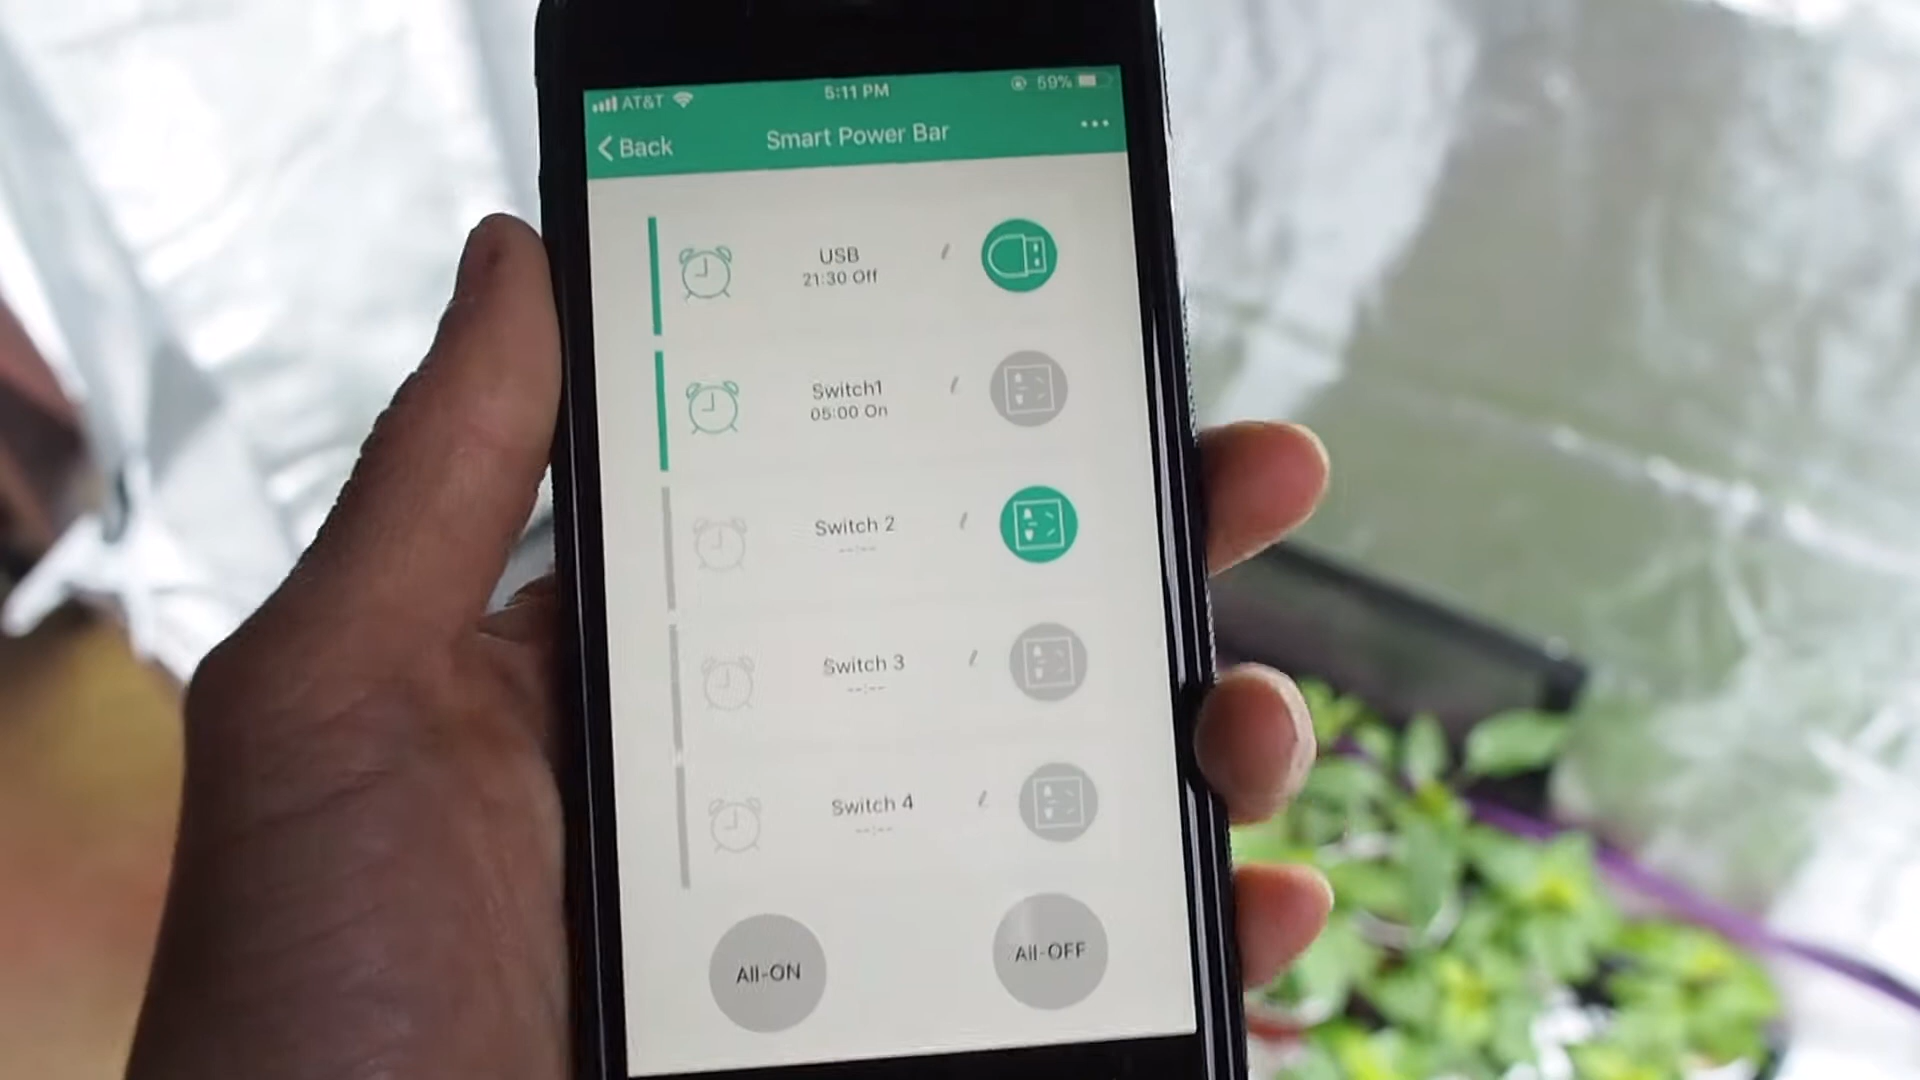 AT&T 5:11 PM 59%
Back Smart Power Bar ...
USB
21:30 Off
Switch1
05:00 On
Switch 2
--:--
Switch 3
--:--
Switch 4
--:--
All-ON All-OFF